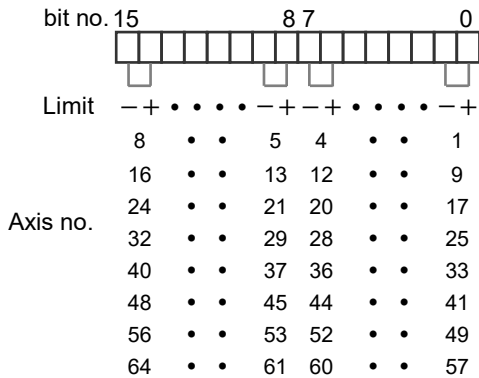 bit no. 15 8 7 0
Limit − + • • • • − + − + • • • • − +
8 • • 5 4 • • 1
16 • • 13 12 • • 9
24 • • 21 20 • • 17
Axis no.
32 • • 29 28 • • 25
40 • • 37 36 • • 33
48 • • 45 44 • • 41
56 • • 53 52 • • 49
64 • • 61 60 • • 57